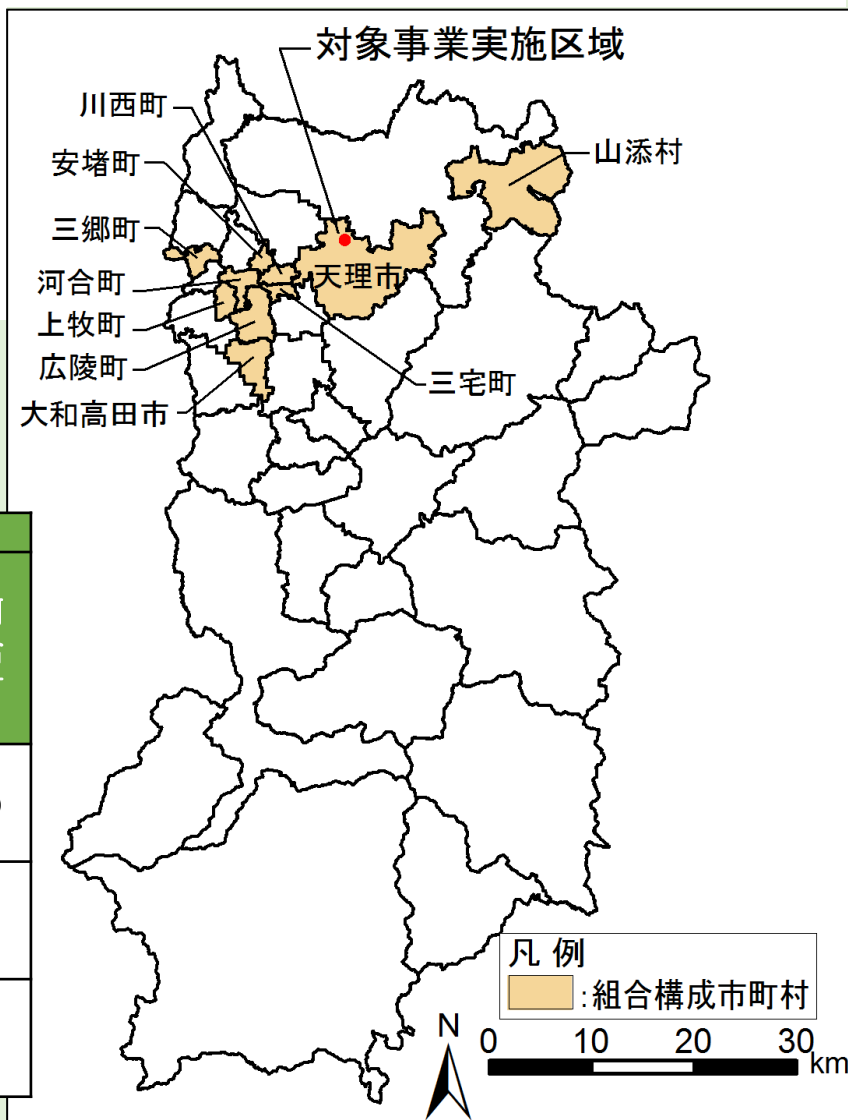 対象事業実施区域
川西町
安堵町
山添村
三郷町
河合町
天理市
上牧町
広陵町
三宅町
大和高田市
凡 例
:組合構成市町村
N
0 10 20 30
km